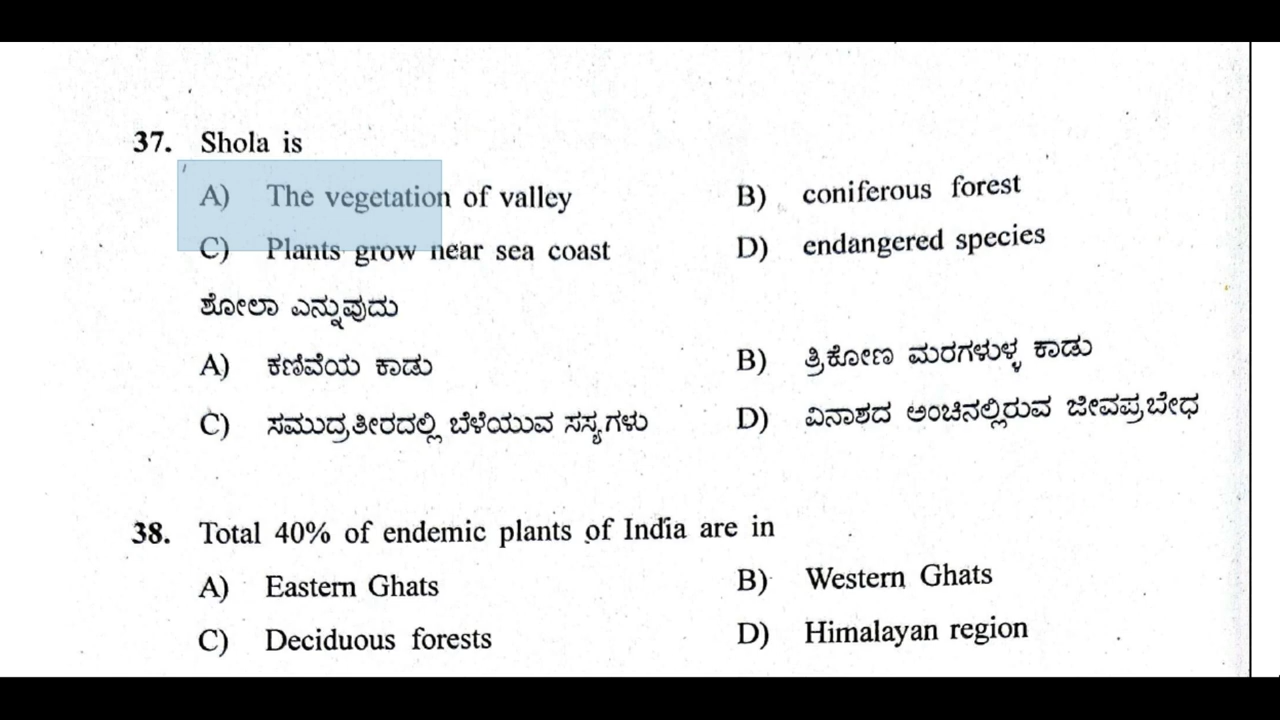 37. Shola is
A) The vegetation of valley B) coniferous forest
C) Plants grow near sea coast D) endangered species
ಶೋಲಾ ಎನ್ನುವುದು
A) ಕಣಿವೆಯ ಕಾಡು B) ತ್ರಿಕೋಣ ಮರಗಳುಳ್ಳ ಕಾಡು
C) ಸಮುದ್ರತೀರದಲ್ಲಿ ಬೆಳೆಯುವ ಸಸ್ಯಗಳು D) ವಿನಾಶದ ಅಂಚಿನಲ್ಲಿರುವ ಜೀವಪ್ರಬೇಧ
38. Total 40% of endemic plants of India are in
A) Eastern Ghats B) Western Ghats
C) Deciduous forests D) Himalayan region